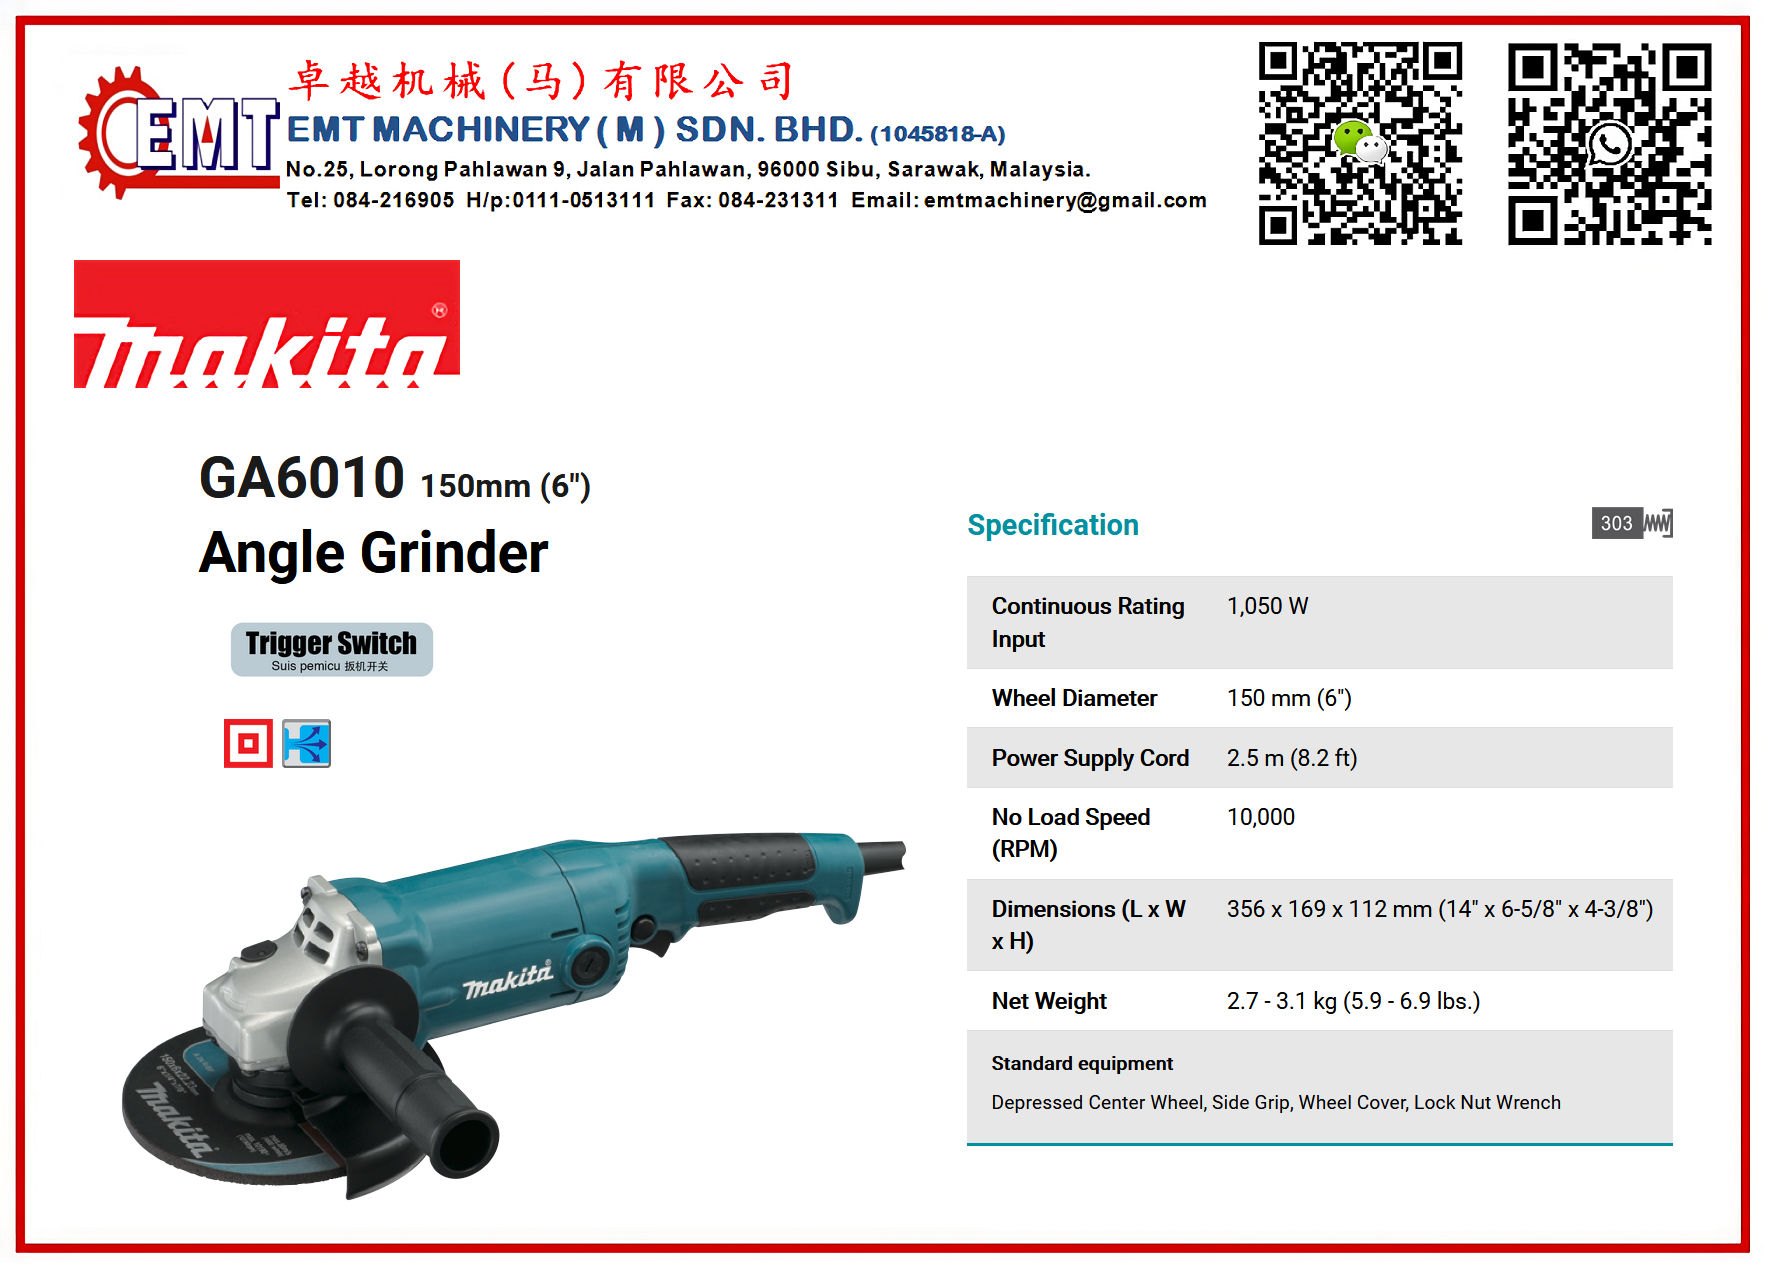 卓越机械(马)有限公司
EMT
EMT MACHINERY ( M ) SDN. BHD. (1045818-A)
No.25, Lorong Pahlawan 9, Jalan Pahlawan, 96000 Sibu, Sarawak, Malaysia.
Tel: 084-216905 H/p:0111-0513111 Fax: 084-231311 Email: emtmachinery@gmail.com
makita®
GA6010 150mm (6")
Angle Grinder
Trigger Switch
Suis pemicu 扳机开关
Specification
303
Continuous Rating Input 1,050 W
Wheel Diameter 150 mm (6")
Power Supply Cord 2.5 m (8.2 ft)
No Load Speed (RPM) 10,000
Dimensions (L x W x H) 356 x 169 x 112 mm (14" x 6-5/8" x 4-3/8")
Net Weight 2.7 - 3.1 kg (5.9 - 6.9 lbs.)
Standard equipment
Depressed Center Wheel, Side Grip, Wheel Cover, Lock Nut Wrench
makita®
makita